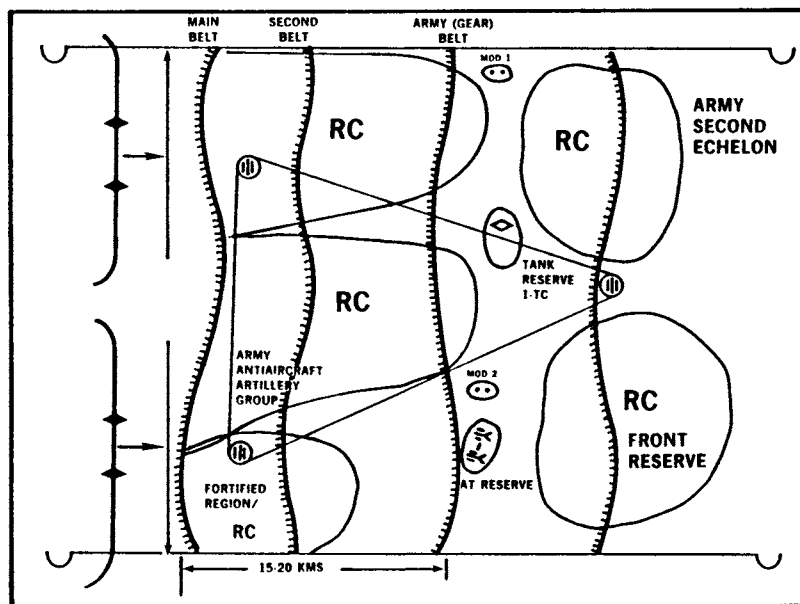 MAIN
BELT
SECOND
BELT
ARMY (GEAR)
BELT
MOD 1
RC
RC
ARMY
SECOND
ECHELON
TANK
RESERVE
1-TC
RC
ARMY
ANTIAIRCRAFT
ARTILLERY
GROUP
MOD 2
RC
FRONT
RESERVE
AT RESERVE
FORTIFIED
REGION/
RC
15-20 KMS